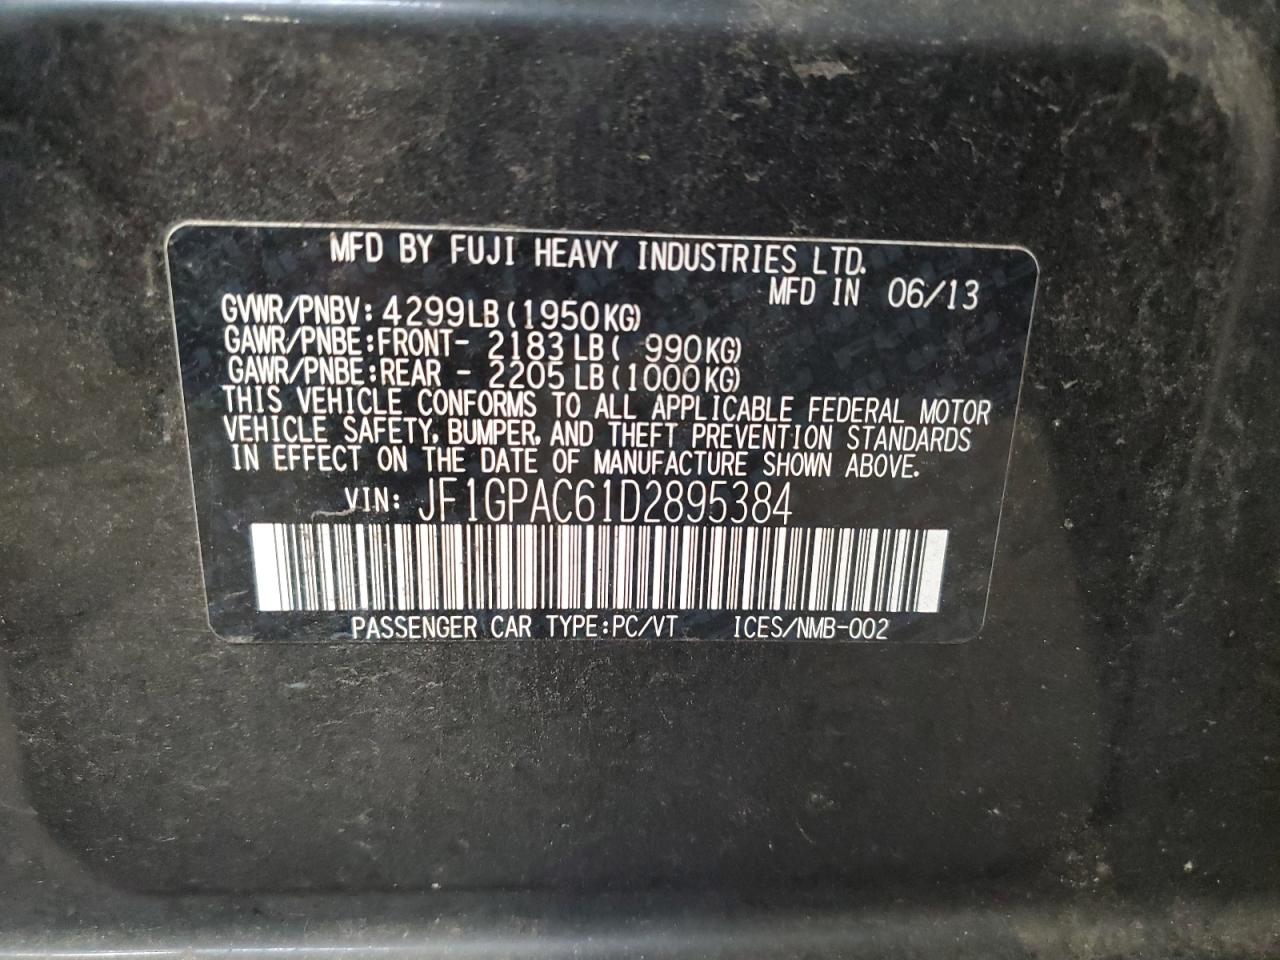 MFD BY FUJI HEAVY INDUSTRIES LTD.
MFD IN 06/13
GVWR/PNBV: 4299LB(1950KG)
GAWR/PNBE:FRONT- 2183LB( 990KG)
GAWR/PNBE:REAR - 2205LB(1000KG)
THIS VEHICLE CONFORMS TO ALL APPLICABLE FEDERAL MOTOR
VEHICLE SAFETY, BUMPER, AND THEFT PREVENTION STANDARDS
IN EFFECT ON THE DATE OF MANUFACTURE SHOWN ABOVE.
VIN: JF1GPAC61D2895384
PASSENGER CAR TYPE:PC/VT ICES/NMB-002